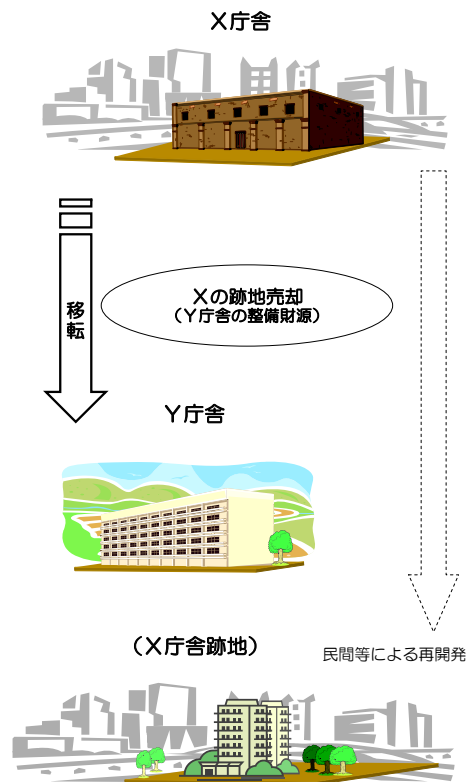 X庁舎
移転
Xの跡地売却
（Y庁舎の整備財源）
Y庁舎
（X庁舎跡地）
民間等による再開発